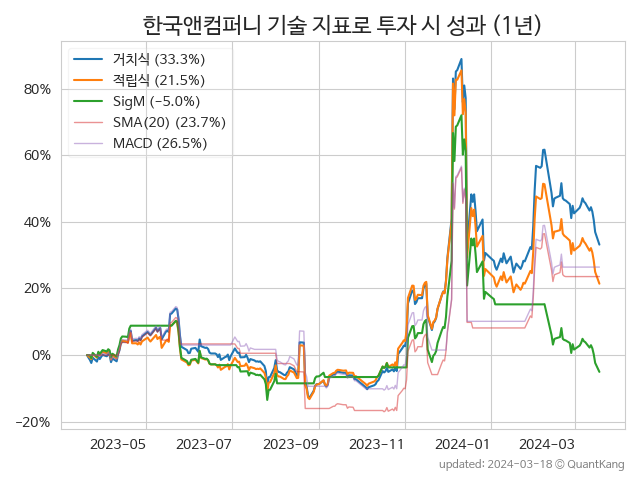 한국앤컴퍼니 기술 지표로 투자 시 성과 (1년)
거치식 (33.3%)
적립식 (21.5%)
SigM (−5.0%)
SMA(20) (23.7%)
MACD (26.5%)
80%
60%
40%
20%
0%
−20%
2023-05 2023-07 2023-09 2023-11 2024-01 2024-03
updated: 2024-03-18 © QuantKang